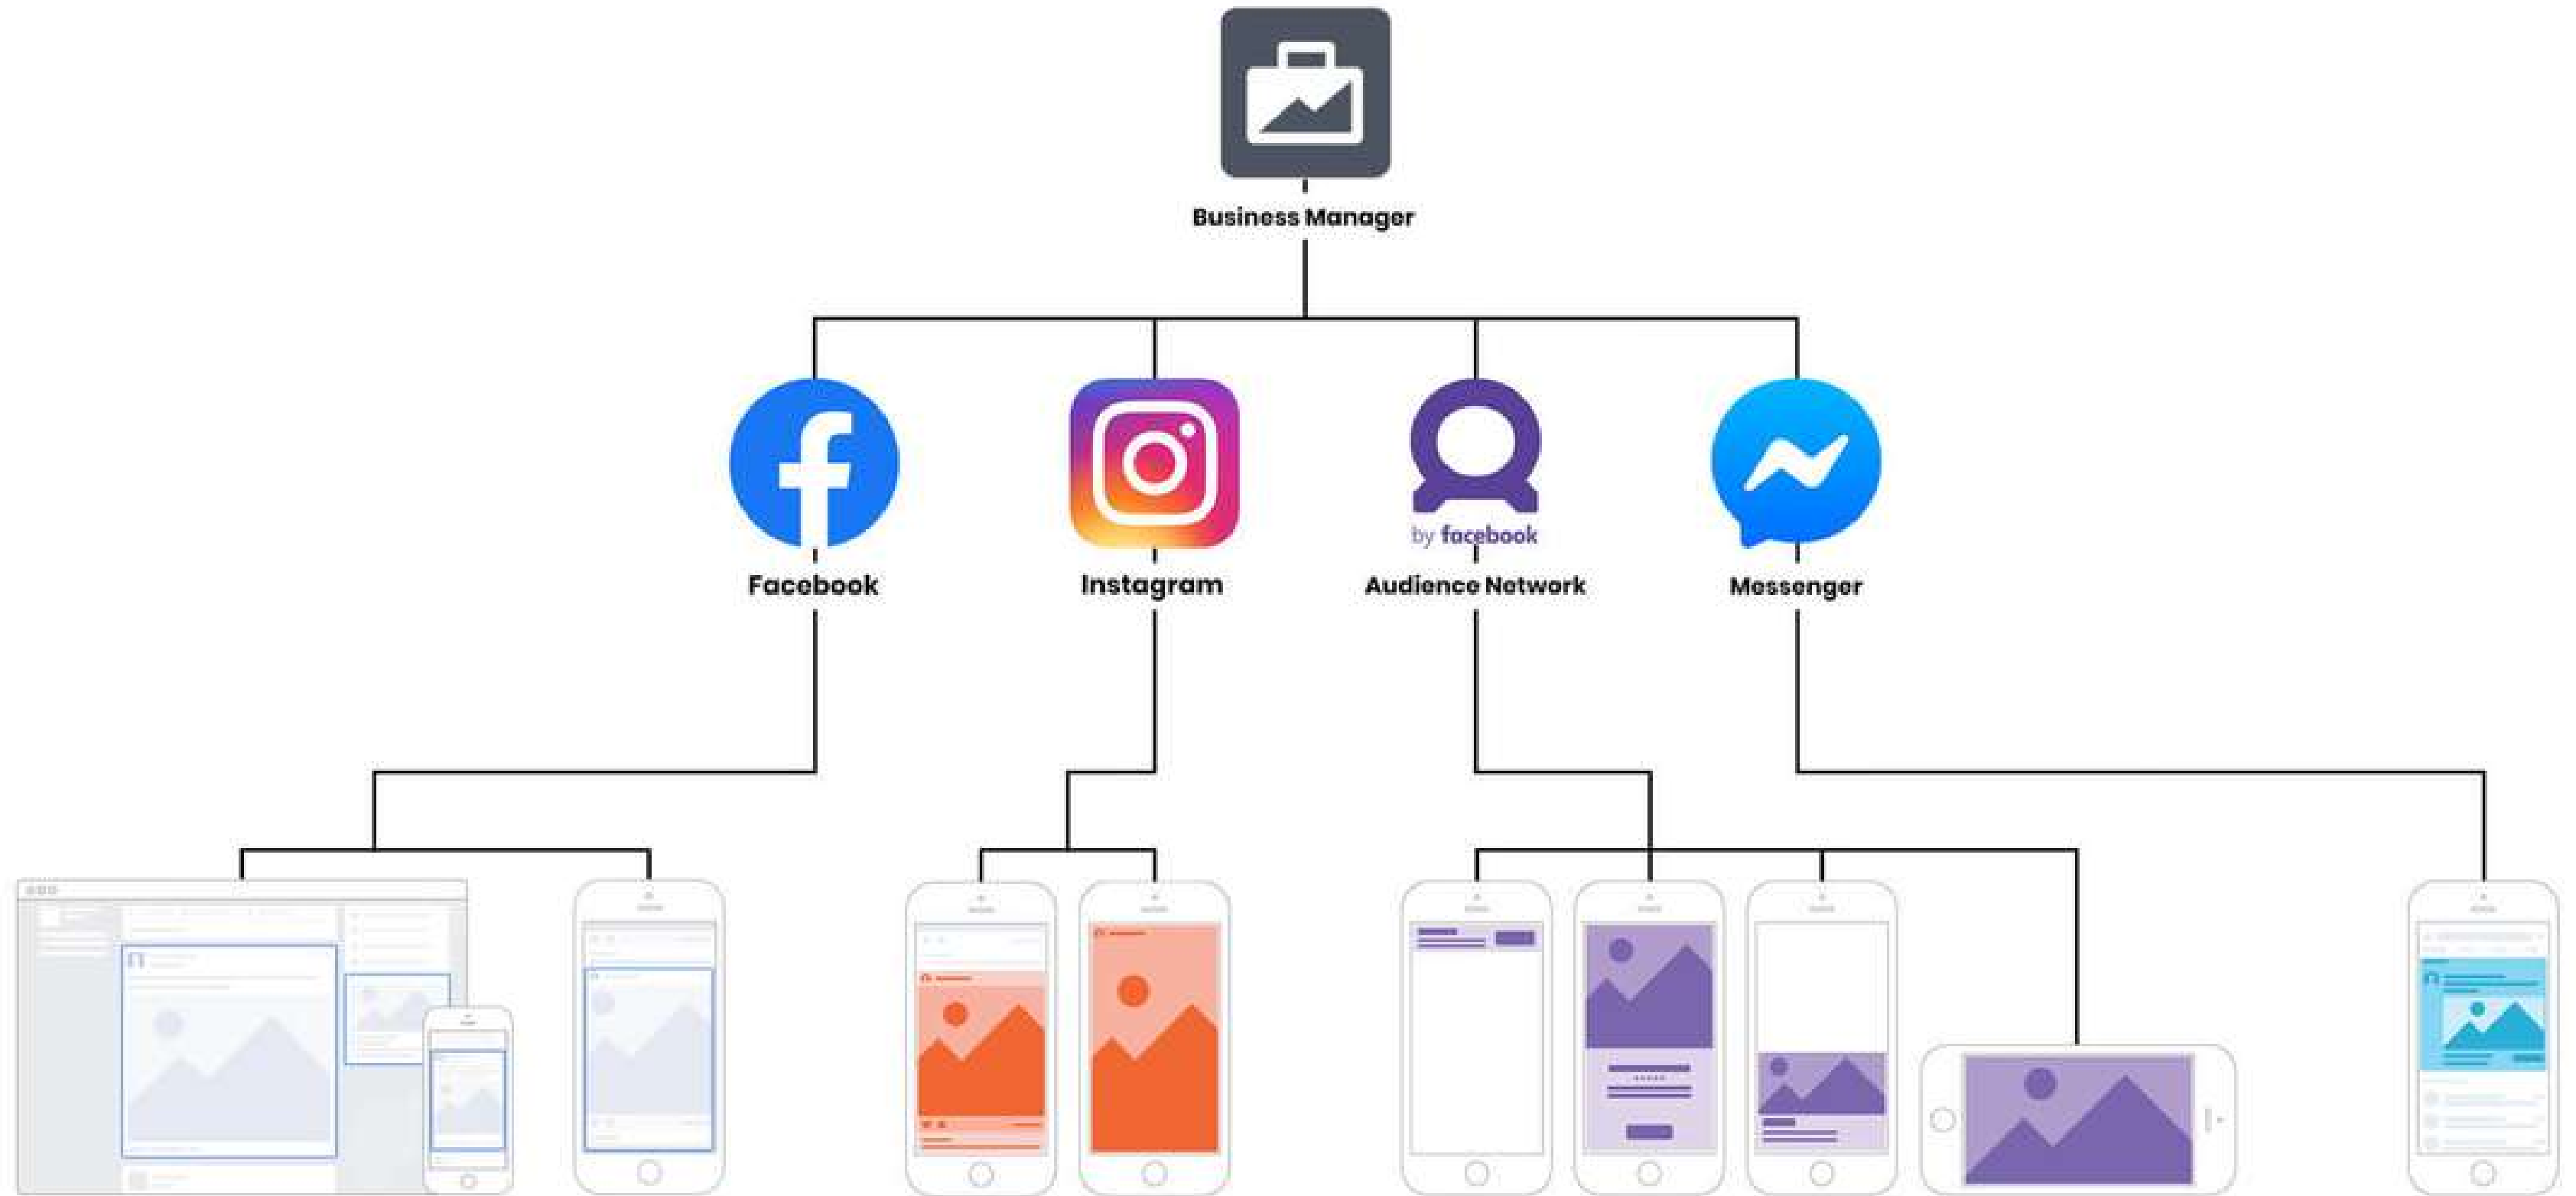 Business Manager
by facebook
Facebook
Instagram
Audience Network
Messenger